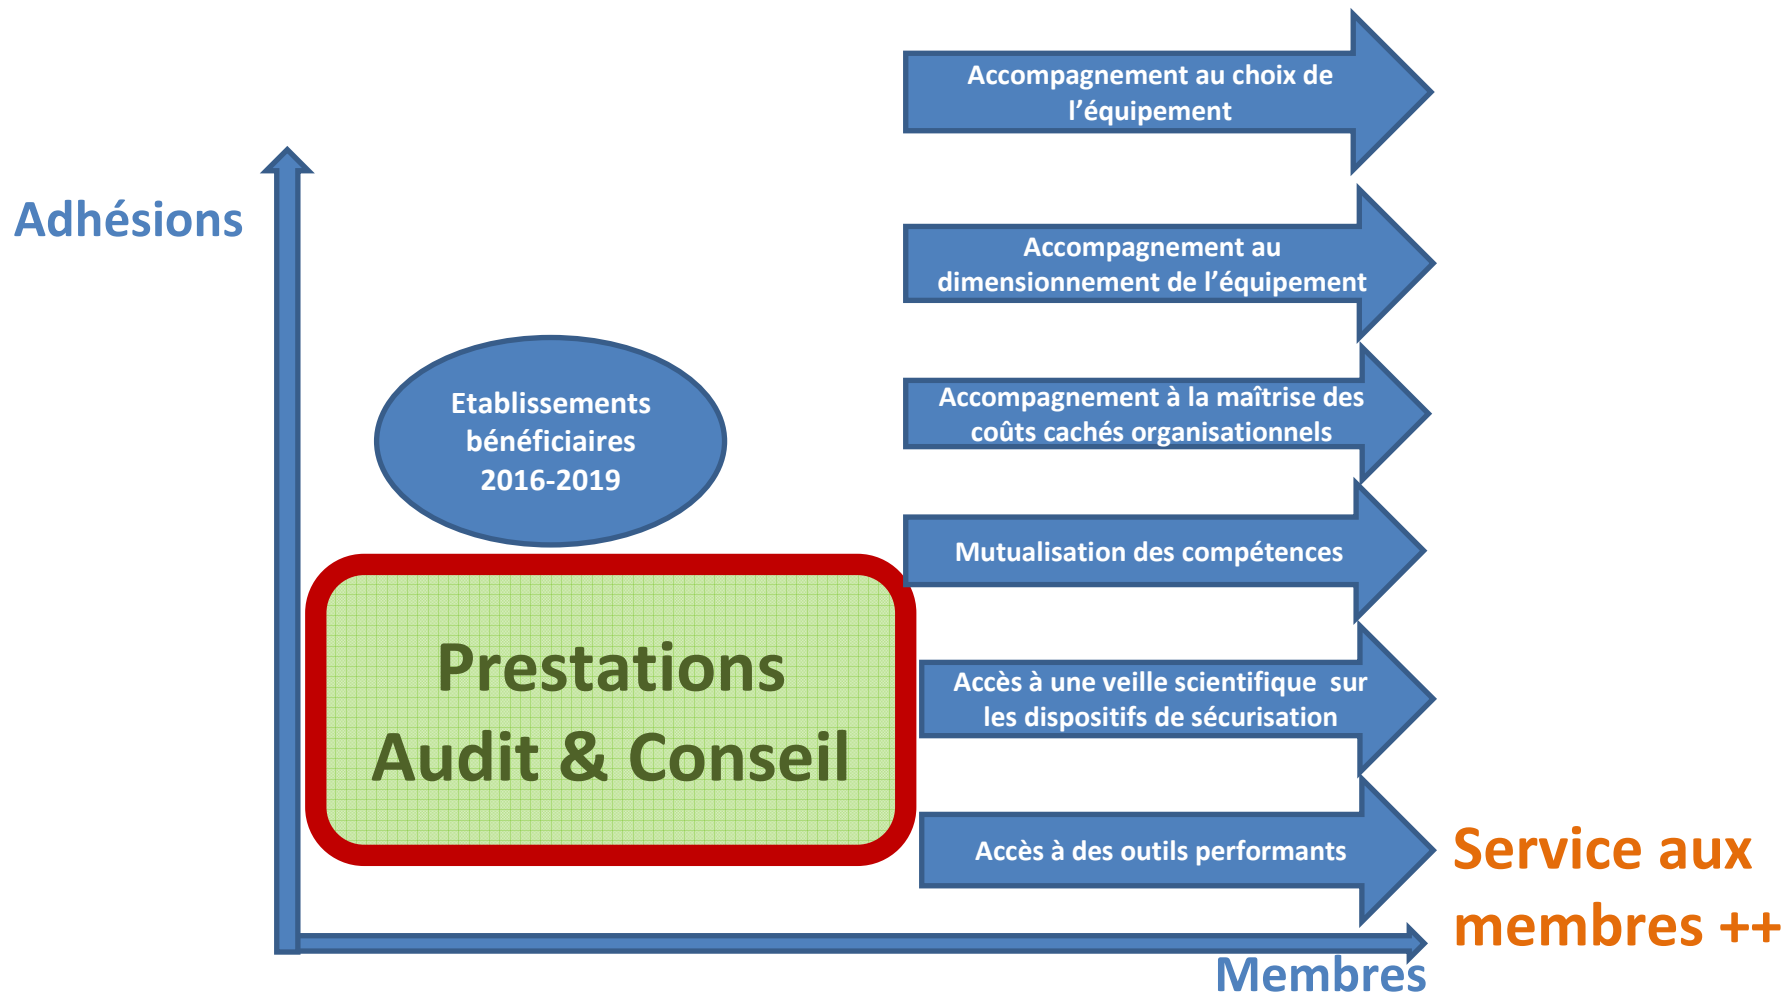 Accompagnement au choix de
l’équipement
Adhésions
Accompagnement au
dimensionnement de l’équipement
Etablissements
bénéficiaires
2016-2019
Accompagnement à la maîtrise des
coûts cachés organisationnels
Mutualisation des compétences
Prestations
Audit & Conseil
Accès à une veille scientifique  sur
les dispositifs de sécurisation
Accès à des outils performants
Service aux
membres ++
Membres